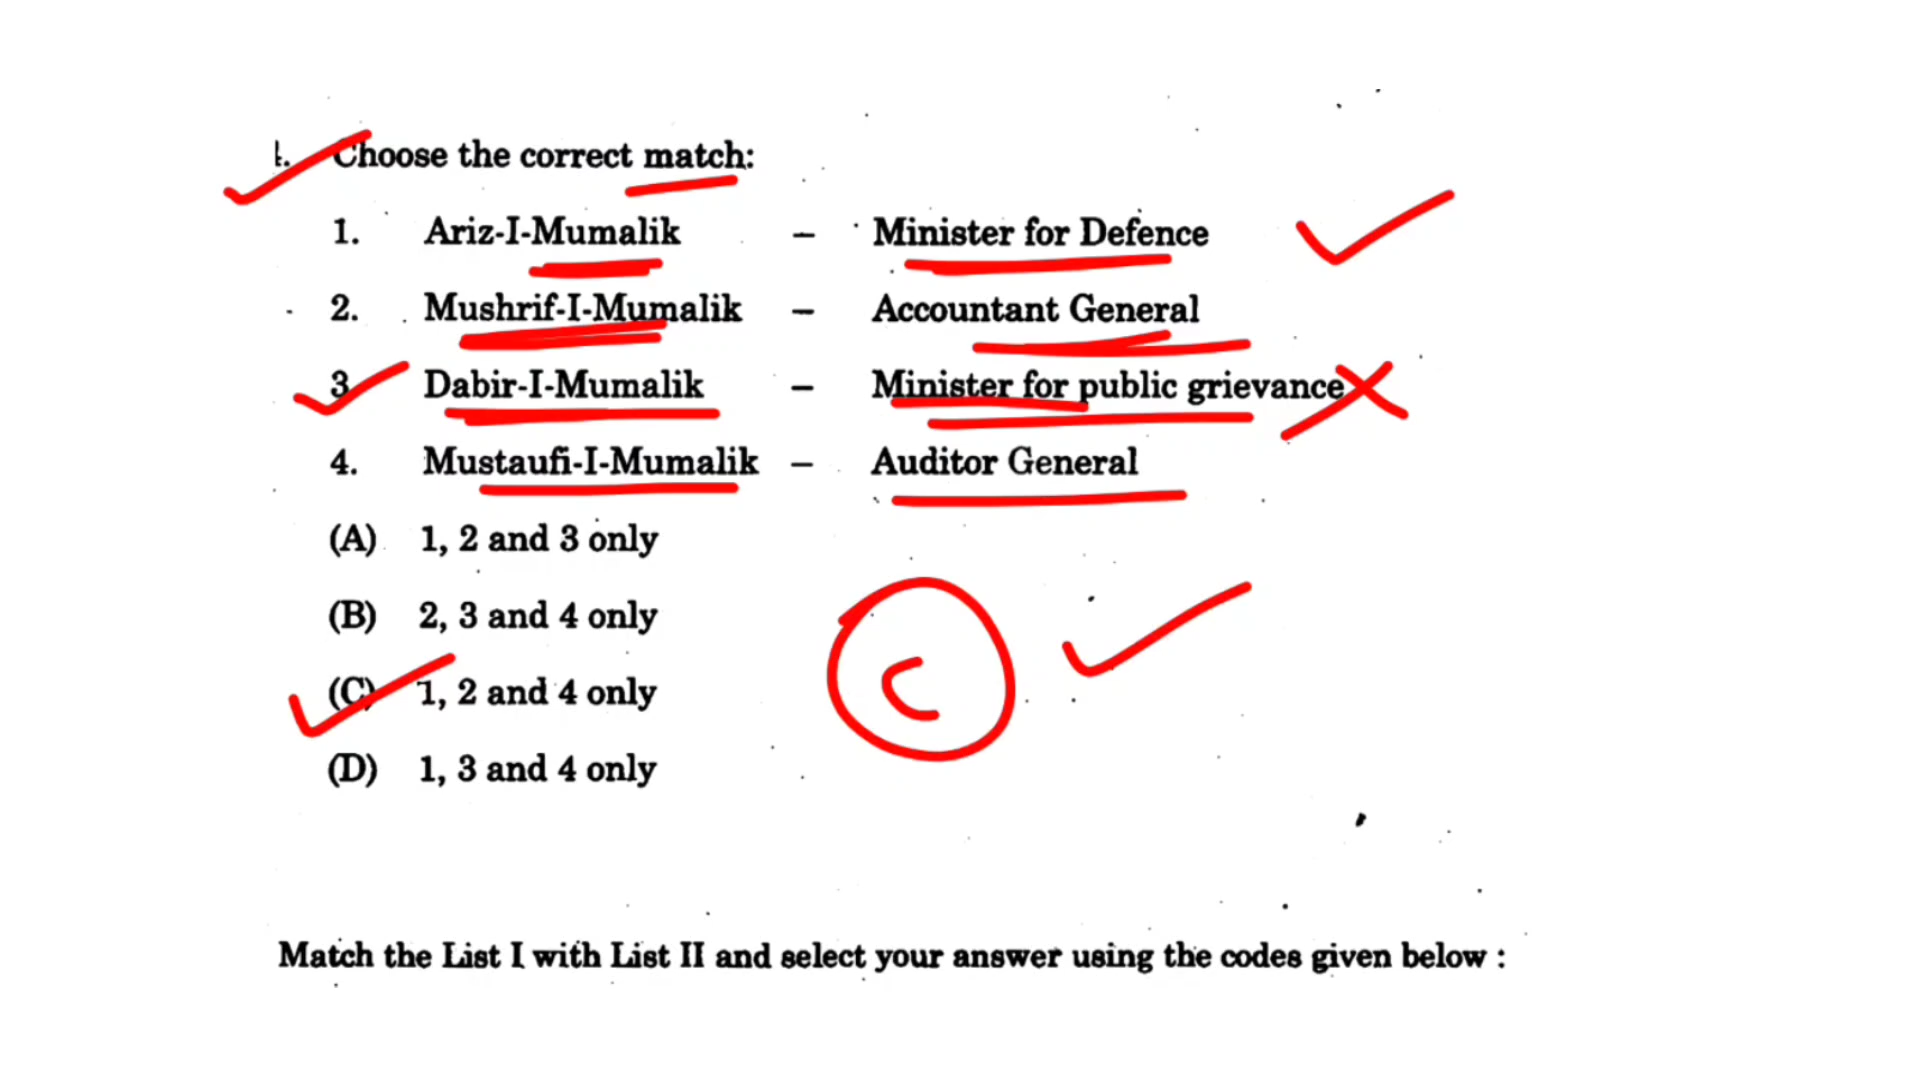 Choose the correct match:
1. Ariz-I-Mumalik – Minister for Defence
2. Mushrif-I-Mumalik – Accountant General
3 Dabir-I-Mumalik – Minister for public grievance
4. Mustaufi-I-Mumalik – Auditor General
(A) 1, 2 and 3 only
(B) 2, 3 and 4 only
(C) 1, 2 and 4 only
C
(D) 1, 3 and 4 only
Match the List I with List II and select your answer using the codes given below :